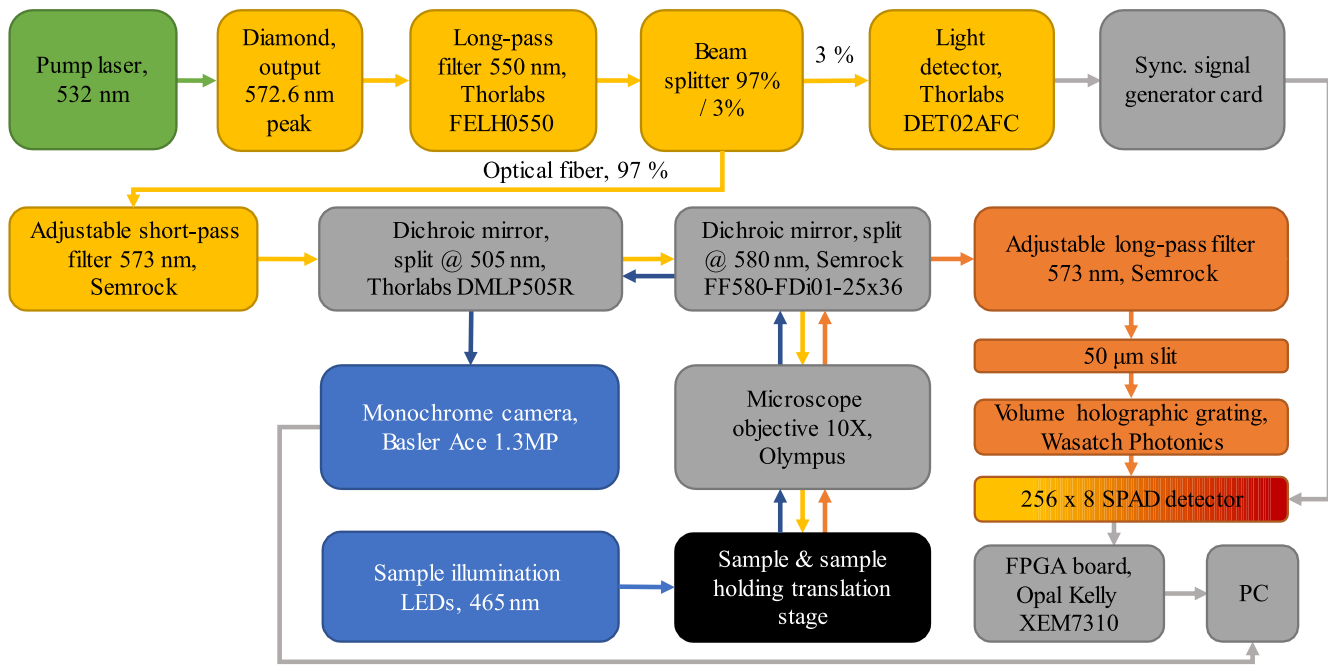 Pump laser,
532 nm
Diamond,
output
572.6 nm
peak
Long-pass
filter 550 nm,
Thorlabs
FELH0550
Beam
splitter 97%
/ 3%
3 %
Light
detector,
Thorlabs
DET02AFC
Sync. signal
generator card
Optical fiber, 97 %
Adjustable short-pass
filter 573 nm,
Semrock
Dichroic mirror,
split @ 505 nm,
Thorlabs DMLP505R
Dichroic mirror, split
@ 580 nm, Semrock
FF580-FDi01-25x36
Adjustable long-pass filter
573 nm, Semrock
50 μm slit
Monochrome camera,
Basler Ace 1.3MP
Microscope
objective 10X,
Olympus
Volume holographic grating,
Wasatch Photonics
256 x 8 SPAD detector
Sample illumination
LEDs, 465 nm
Sample & sample
holding translation
stage
FPGA board,
Opal Kelly
XEM7310
PC